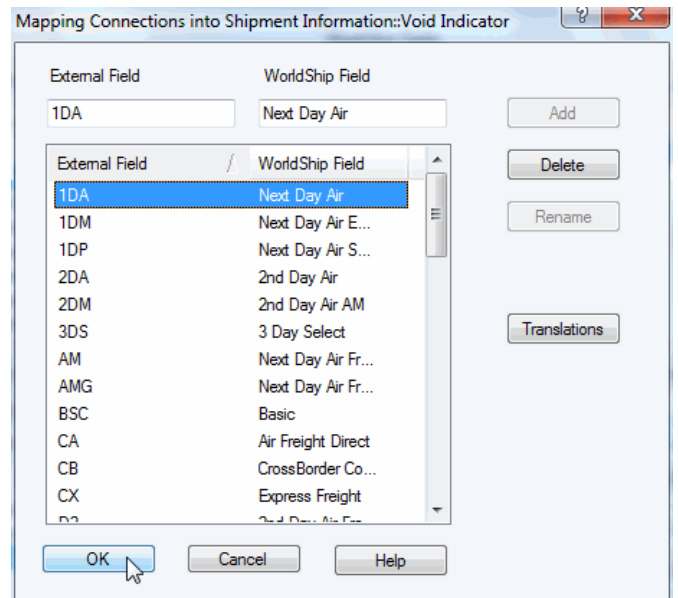 Mapping Connections into Shipment Information::Void Indicator
External Field WorldShip Field
1DA Next Day Air Add
External Field WorldShip Field Delete
1DA Next Day Air
1DM Next Day Air E... Rename
1DP Next Day Air S...
2DA 2nd Day Air
2DM 2nd Day Air AM
3DS 3 Day Select Translations
AM Next Day Air Fr...
AMG Next Day Air Fr...
BSC Basic
CA Air Freight Direct
CB CrossBorder Co...
CX Express Freight
OK Cancel Help